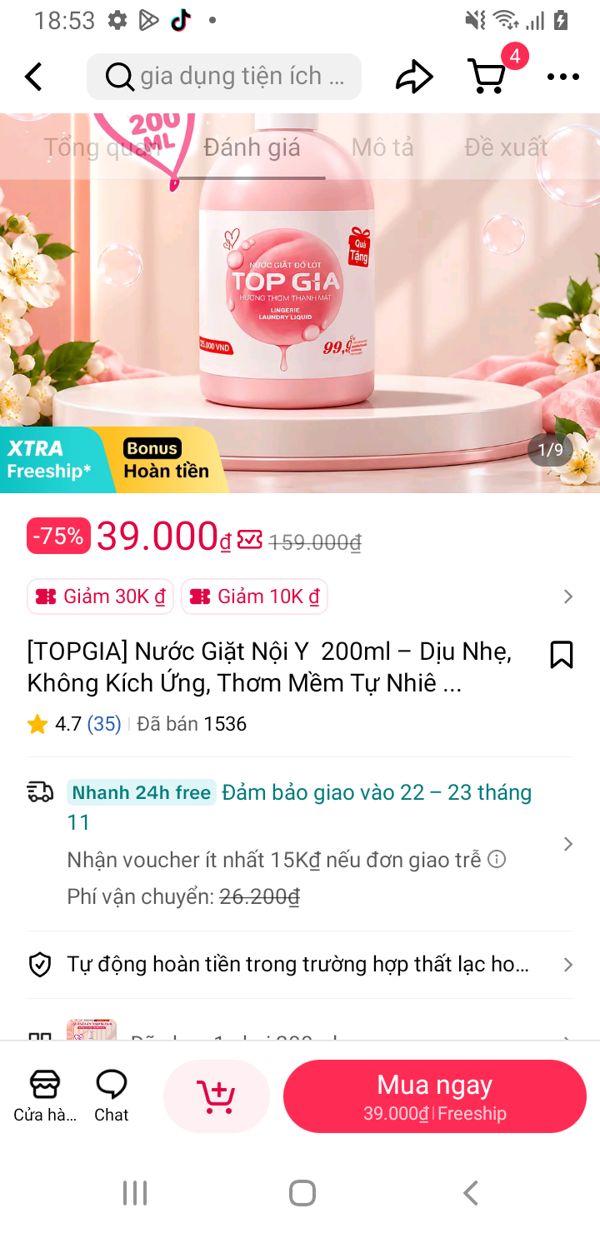 18:53
4
gia dụng tiện ích ...
200
ML
Tổng quan
Đánh giá
Mô tả
Đề xuất
Quà
Tặng
NƯỚC GIẶT ĐỒ LÓT
TOP GIA
HƯƠNG THƠM THANH MÁT
LINGERIE
LAUNDRY LIQUID
25.000 VND
99,9
XTRA
Freeship*
Bonus
Hoàn tiền
1/9
-75% 39.000₫ 159.000₫
Giảm 30K ₫ Giảm 10K ₫
[TOPGIA] Nước Giặt Nội Y 200ml – Dịu Nhẹ,
Không Kích Ứng, Thơm Mềm Tự Nhiê ...
4.7 (35) Đã bán 1536
Nhanh 24h free Đảm bảo giao vào 22 – 23 tháng
11
Nhận voucher ít nhất 15K₫ nếu đơn giao trễ
Phí vận chuyển: 26.200₫
Tự động hoàn tiền trong trường hợp thất lạc ho...
Mua ngay
Cửa hà... Chat 39.000₫ Freeship